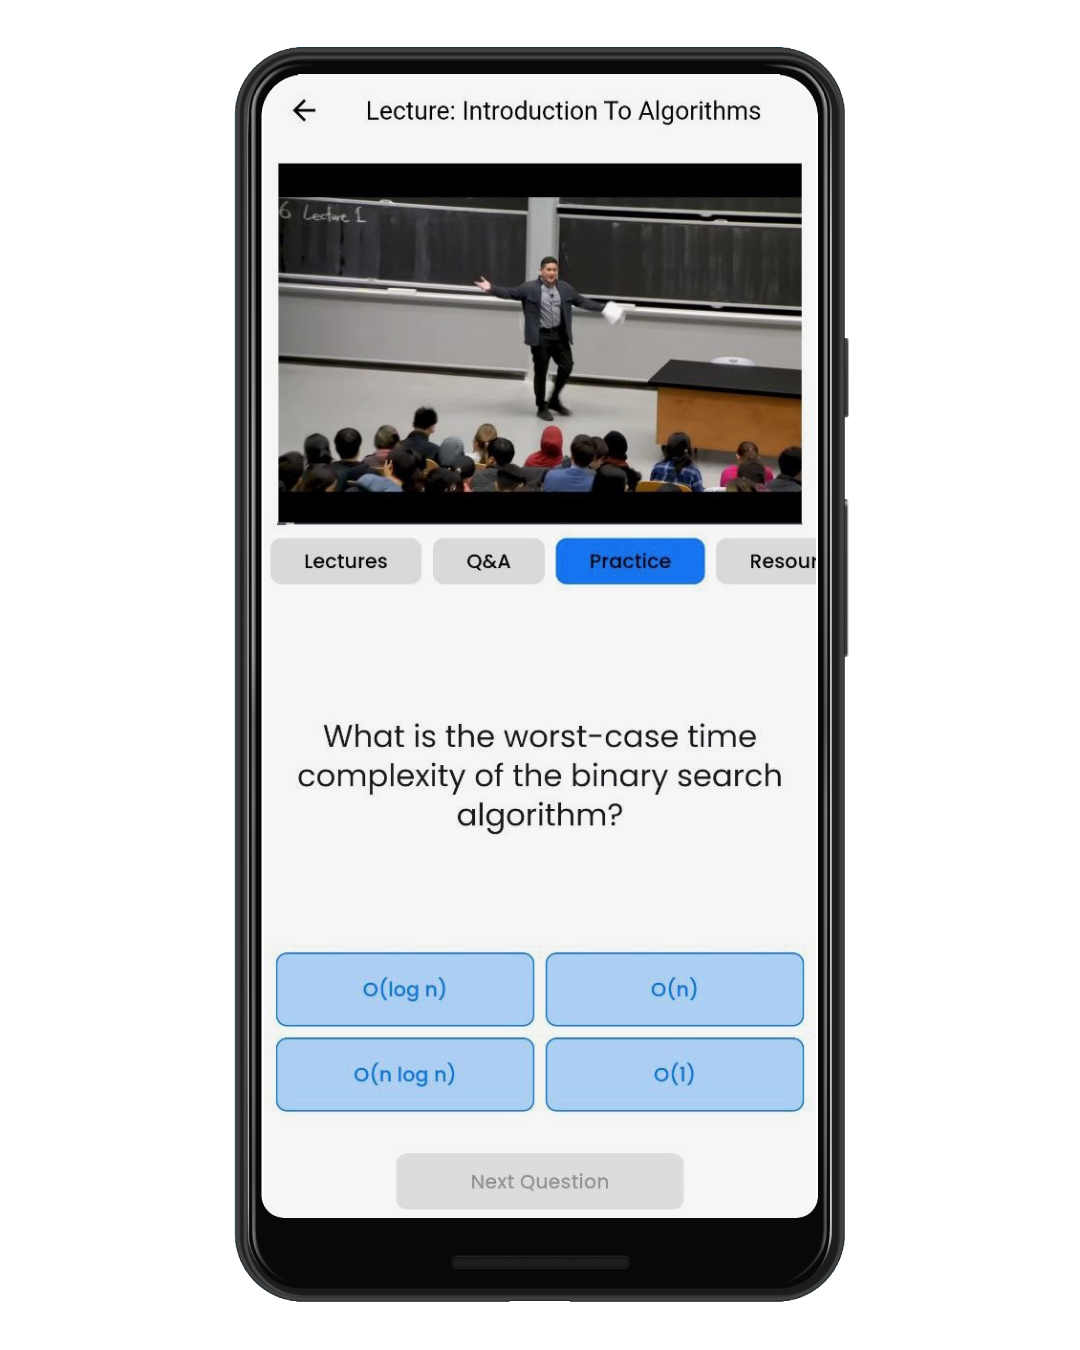 Lecture: Introduction To Algorithms
6 Lecture 1
Lectures
Q&A
Practice
Resour
What is the worst-case time
complexity of the binary search
algorithm?
O(log n)
O(n)
O(n log n)
O(1)
Next Question